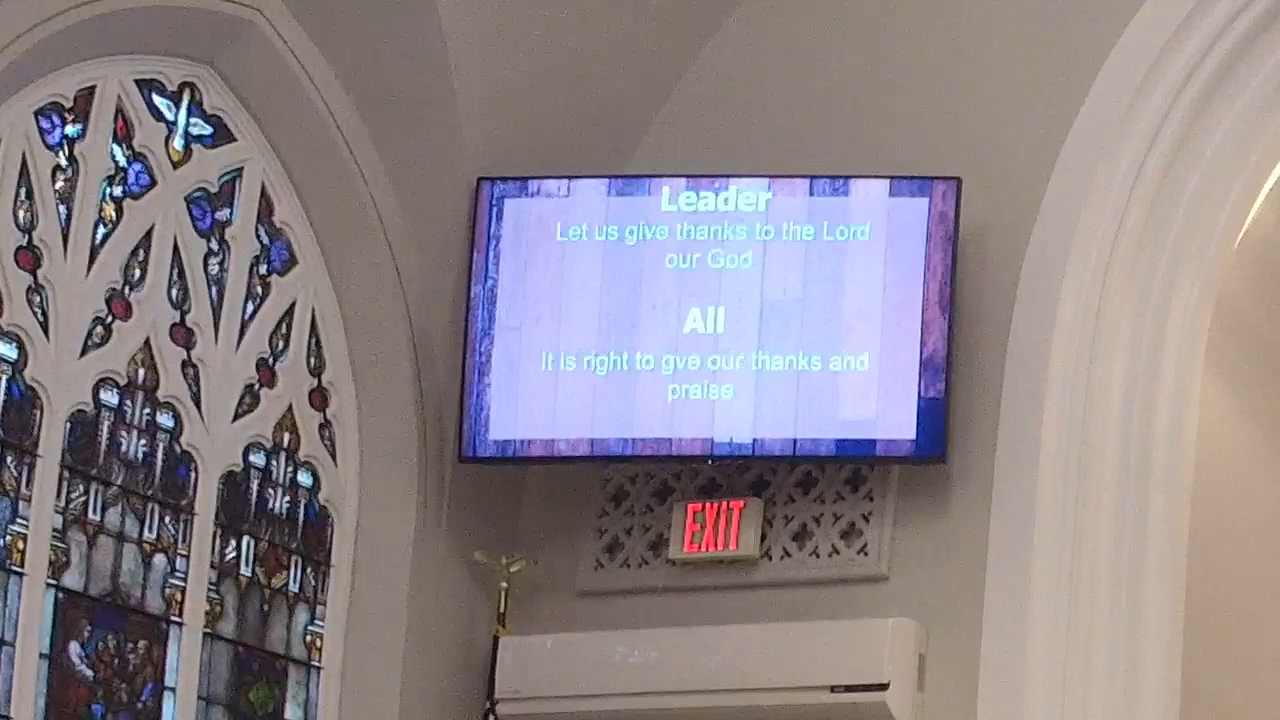 Leader
Let us give thanks to the Lord
our God
All
It is right to gve our thanks and
praise
EXIT